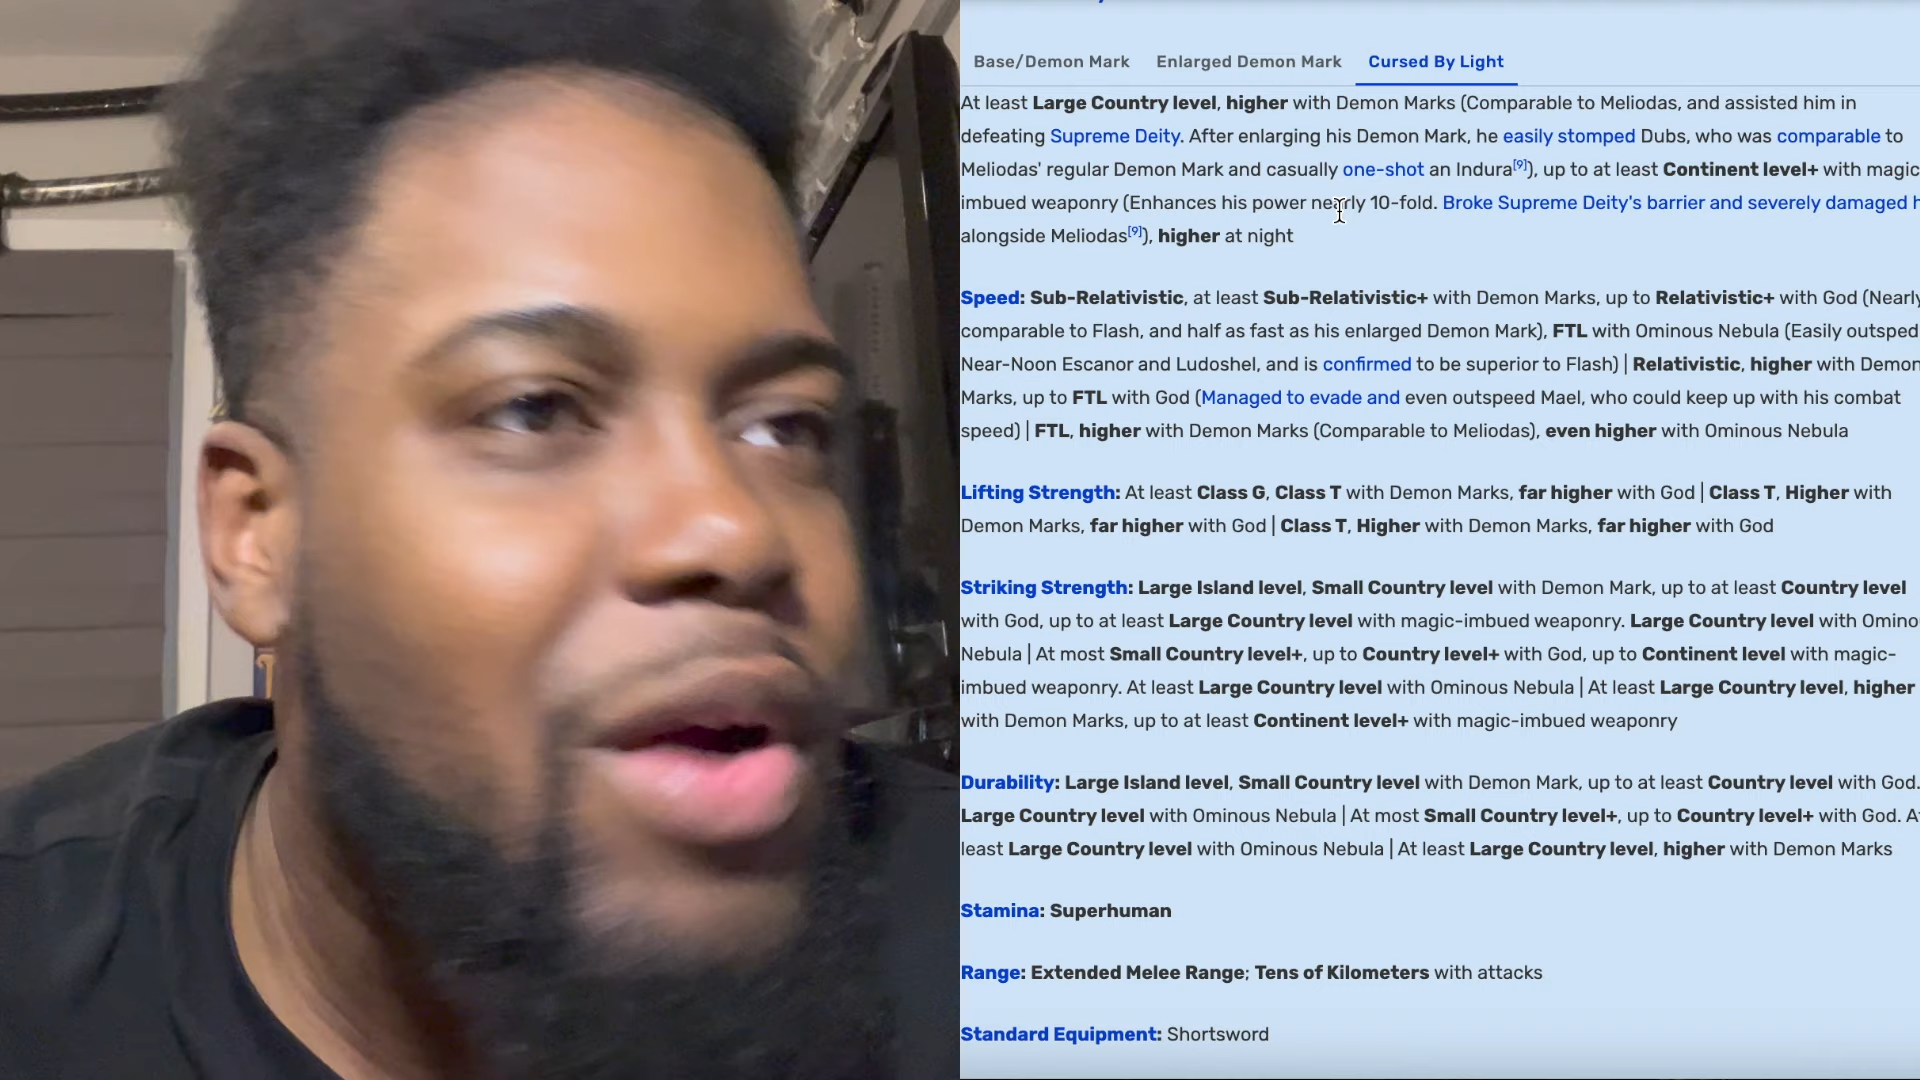 Base/Demon Mark Enlarged Demon Mark Cursed By Light
At least Large Country level, higher with Demon Marks (Comparable to Meliodas, and assisted him in
defeating Supreme Deity. After enlarging his Demon Mark, he easily stomped Dubs, who was comparable to
Meliodas' regular Demon Mark and casually one-shot an Indura[9]), up to at least Continent level+ with magic
imbued weaponry (Enhances his power nearly 10-fold. Broke Supreme Deity's barrier and severely damaged h
alongside Meliodas[9]), higher at night
Speed: Sub-Relativistic, at least Sub-Relativistic+ with Demon Marks, up to Relativistic+ with God (Nearly
comparable to Flash, and half as fast as his enlarged Demon Mark), FTL with Ominous Nebula (Easily outsped
Near-Noon Escanor and Ludoshel, and is confirmed to be superior to Flash) | Relativistic, higher with Demon
Marks, up to FTL with God (Managed to evade and even outspeed Mael, who could keep up with his combat
speed) | FTL, higher with Demon Marks (Comparable to Meliodas), even higher with Ominous Nebula
Lifting Strength: At least Class G, Class T with Demon Marks, far higher with God | Class T, Higher with
Demon Marks, far higher with God | Class T, Higher with Demon Marks, far higher with God
Striking Strength: Large Island level, Small Country level with Demon Mark, up to at least Country level
with God, up to at least Large Country level with magic-imbued weaponry. Large Country level with Omino
Nebula | At most Small Country level+, up to Country level+ with God, up to Continent level with magic-
imbued weaponry. At least Large Country level with Ominous Nebula | At least Large Country level, higher
with Demon Marks, up to at least Continent level+ with magic-imbued weaponry
Durability: Large Island level, Small Country level with Demon Mark, up to at least Country level with God.
Large Country level with Ominous Nebula | At most Small Country level+, up to Country level+ with God. A
least Large Country level with Ominous Nebula | At least Large Country level, higher with Demon Marks
Stamina: Superhuman
Range: Extended Melee Range; Tens of Kilometers with attacks
Standard Equipment: Shortsword